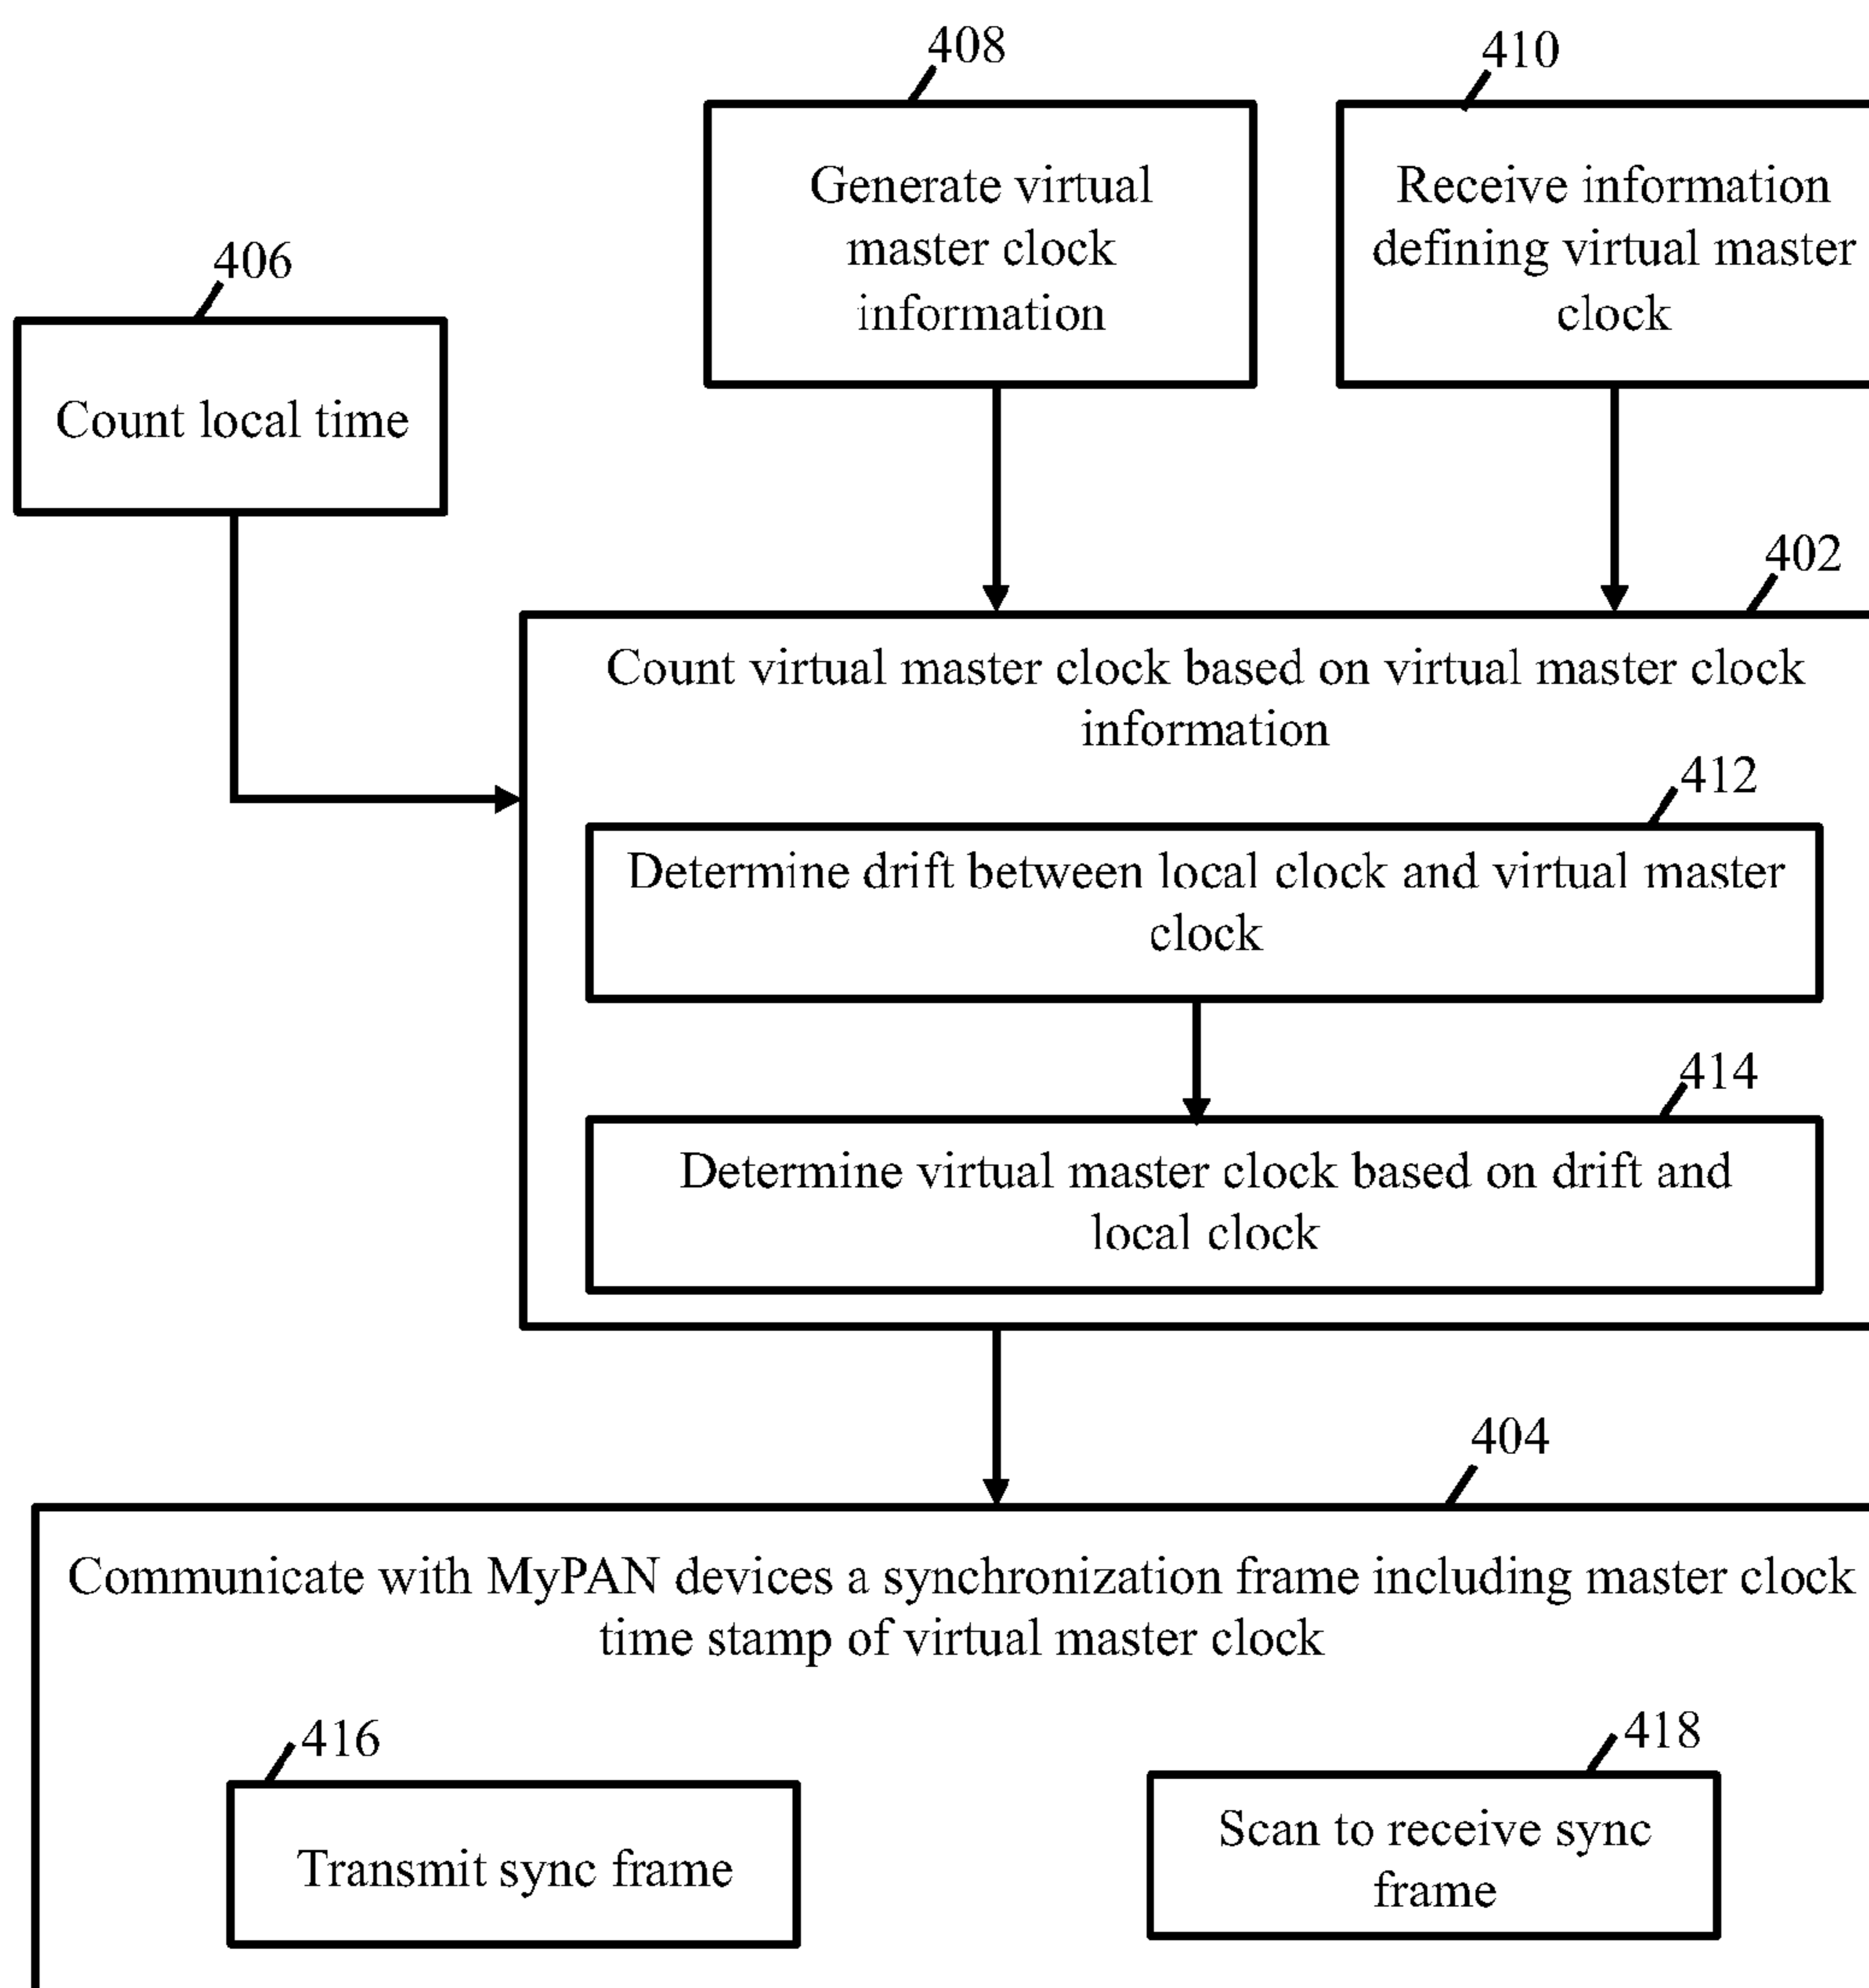 408
410
Generate virtual
master clock
information
Receive information
defining virtual master
clock
406
Count local time
402
Count virtual master clock based on virtual master clock
information
412
Determine drift between local clock and virtual master
clock
414
Determine virtual master clock based on drift and
local clock
404
Communicate with MyPAN devices a synchronization frame including master clock
time stamp of virtual master clock
416
Transmit sync frame
418
Scan to receive sync
frame